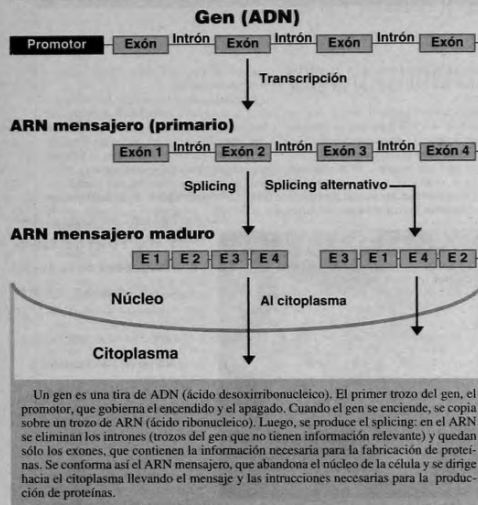 Gen (ADN)
Promotor Exón Intrón Exón Intrón Exón Intrón Exón
Transcripción
ARN mensajero (primario)
Exón 1 Intrón Exón 2 Intrón Exón 3 Intrón Exón 4
Splicing Splicing alternativo
ARN mensajero maduro
E 1 E 2 E 3 E 4 E 3 E 1 E 4 E 2
Núcleo Al citoplasma
Citoplasma
Un gen es una tira de ADN (ácido desoxirribonucleico). El primer trozo del gen, el
promotor, que gobierna el encendido y el apagado. Cuando el gen se enciende, se copia
sobre un trozo de ARN (ácido ribonucleico). Luego, se produce el splicing: en el ARN
se eliminan los intrones (trozos del gen que no tienen información relevante) y quedan
sólo los exones, que contienen la información necesaria para la fabricación de proteí-
nas. Se conforma así el ARN mensajero, que abandona el núcleo de la célula y se dirige
hacia el citoplasma llevando el mensaje y las intrucciones necesarias para la produc-
ción de proteínas.